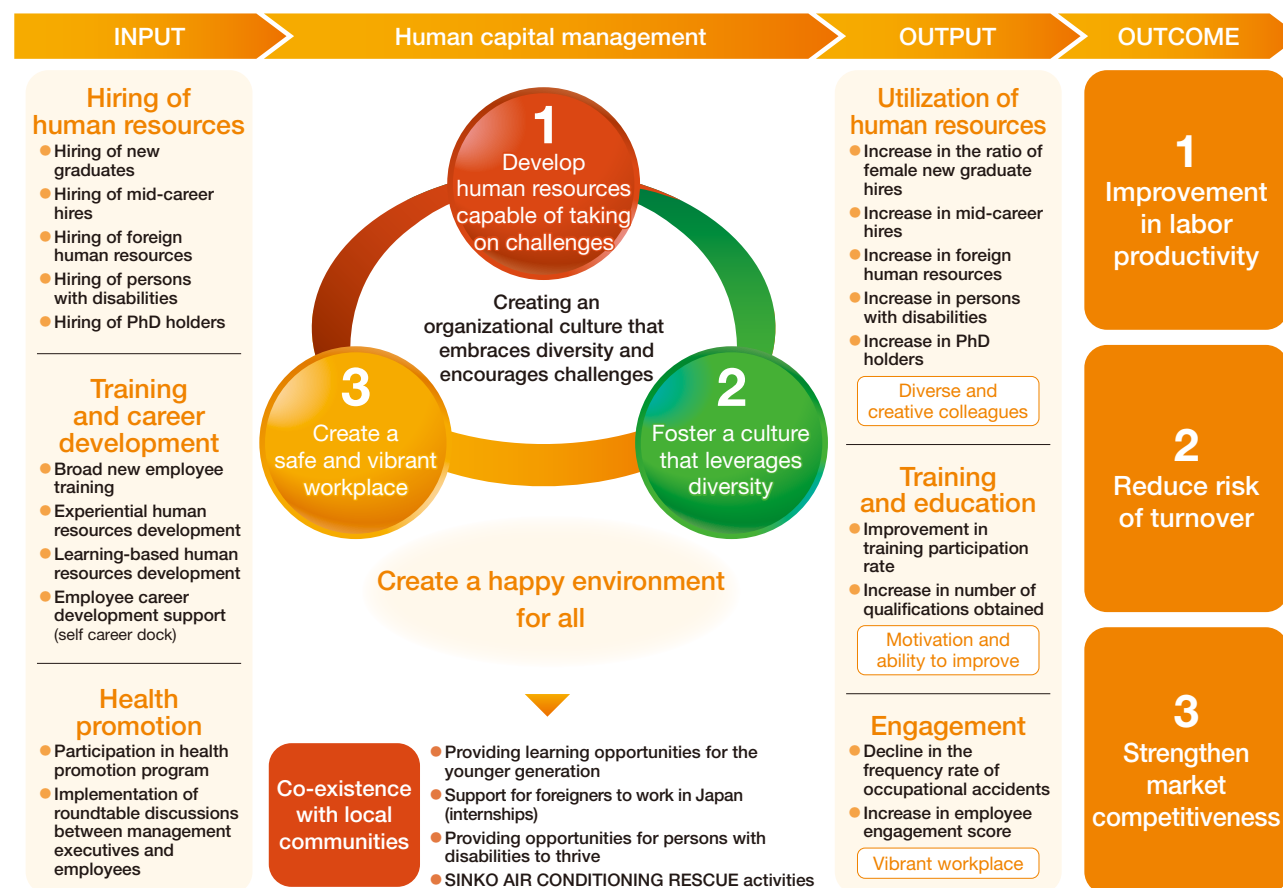 INPUT
Human capital management
OUTPUT
OUTCOME
Hiring of
human resources
Hiring of new
graduates
Hiring of mid-career
hires
Hiring of foreign
human resources
Hiring of persons
with disabilities
Hiring of PhD holders
Training
and career
development
Broad new employee
training
Experiential human
resources development
Learning-based human
resources development
Employee career
development support
(self career dock)
Health
promotion
Participation in health
promotion program
Implementation of
roundtable discussions
between management
executives and
employees
1
Develop
human resources
capable of taking
on challenges
Creating an
organizational culture that
embraces diversity and
encourages challenges
3
Create a
safe and vibrant
workplace
2
Foster a culture
that leverages
diversity
Create a happy environment
for all
Co-existence
with local
communities
Providing learning opportunities for the
younger generation
Support for foreigners to work in Japan
(internships)
Providing opportunities for persons with
disabilities to thrive
SINKO AIR CONDITIONING RESCUE activities
Utilization of
human resources
Increase in the ratio of
female new graduate
hires
Increase in mid-career
hires
Increase in foreign
human resources
Increase in persons
with disabilities
Increase in PhD
holders
Diverse and
creative colleagues
Training
and education
Improvement in
training participation
rate
Increase in number of
qualifications obtained
Motivation and
ability to improve
Engagement
Decline in the
frequency rate of
occupational accidents
Increase in employee
engagement score
Vibrant workplace
1
Improvement
in labor
productivity
2
Reduce risk
of turnover
3
Strengthen
market
competitiveness